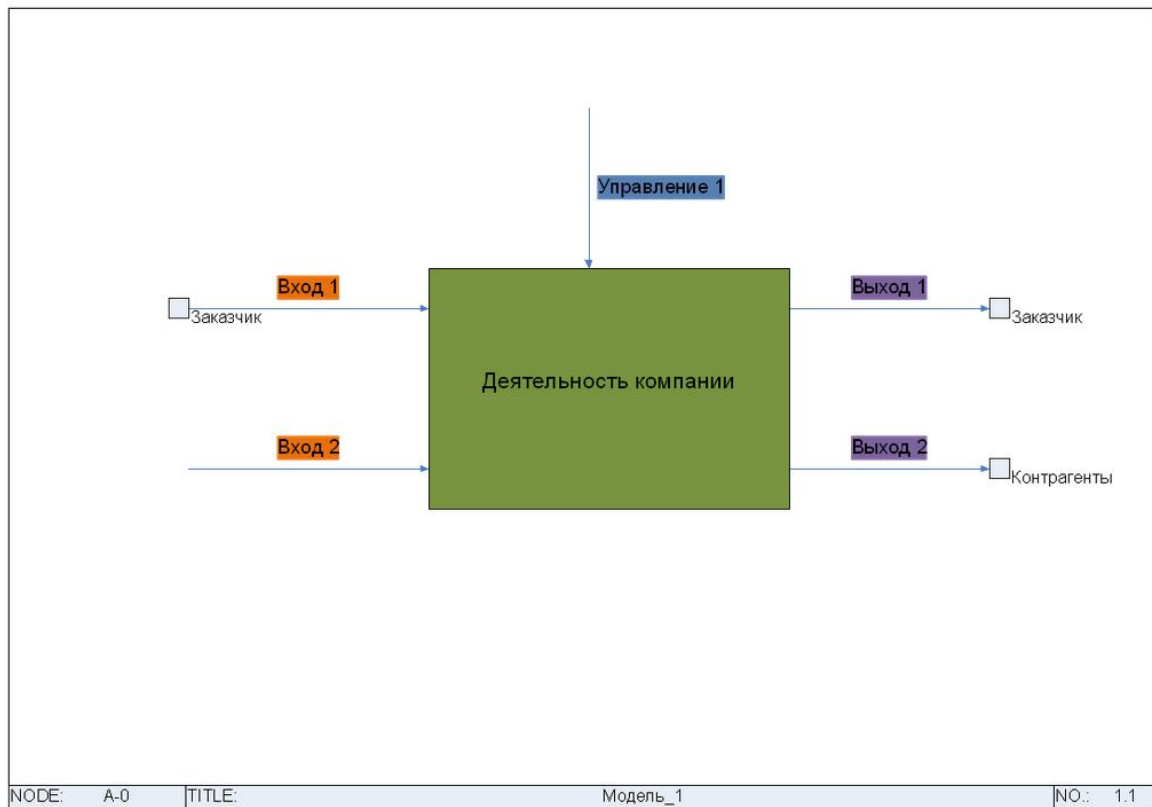 Управление 1
Вход 1
Выход 1
Заказчик
Заказчик
Деятельность компании
Вход 2
Выход 2
Контрагенты
NODE: A-0 TITLE: Модель_1 NO.: 1.1